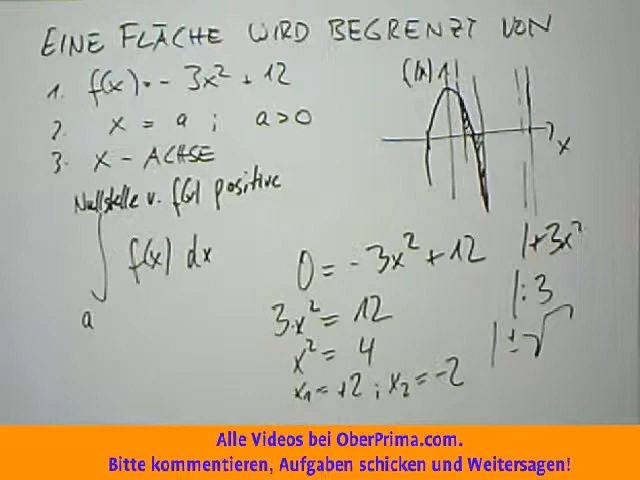 EINE FLÄCHE WIRD BEGRENZT VON
1. f(x) = - 3x² + 12
2. x = a ; a>0
3. x - ACHSE
Nullstelle v. f(x) positive
∫ f(x) dx
a
f(x)
x
0 = -3x² + 12 |+3x²
3·x² = 12 |:3
x² = 4 |±√
x₁ = +2 ; x₂ = -2
Alle Videos bei OberPrima.com.
Bitte kommentieren, Aufgaben schicken und Weitersagen!